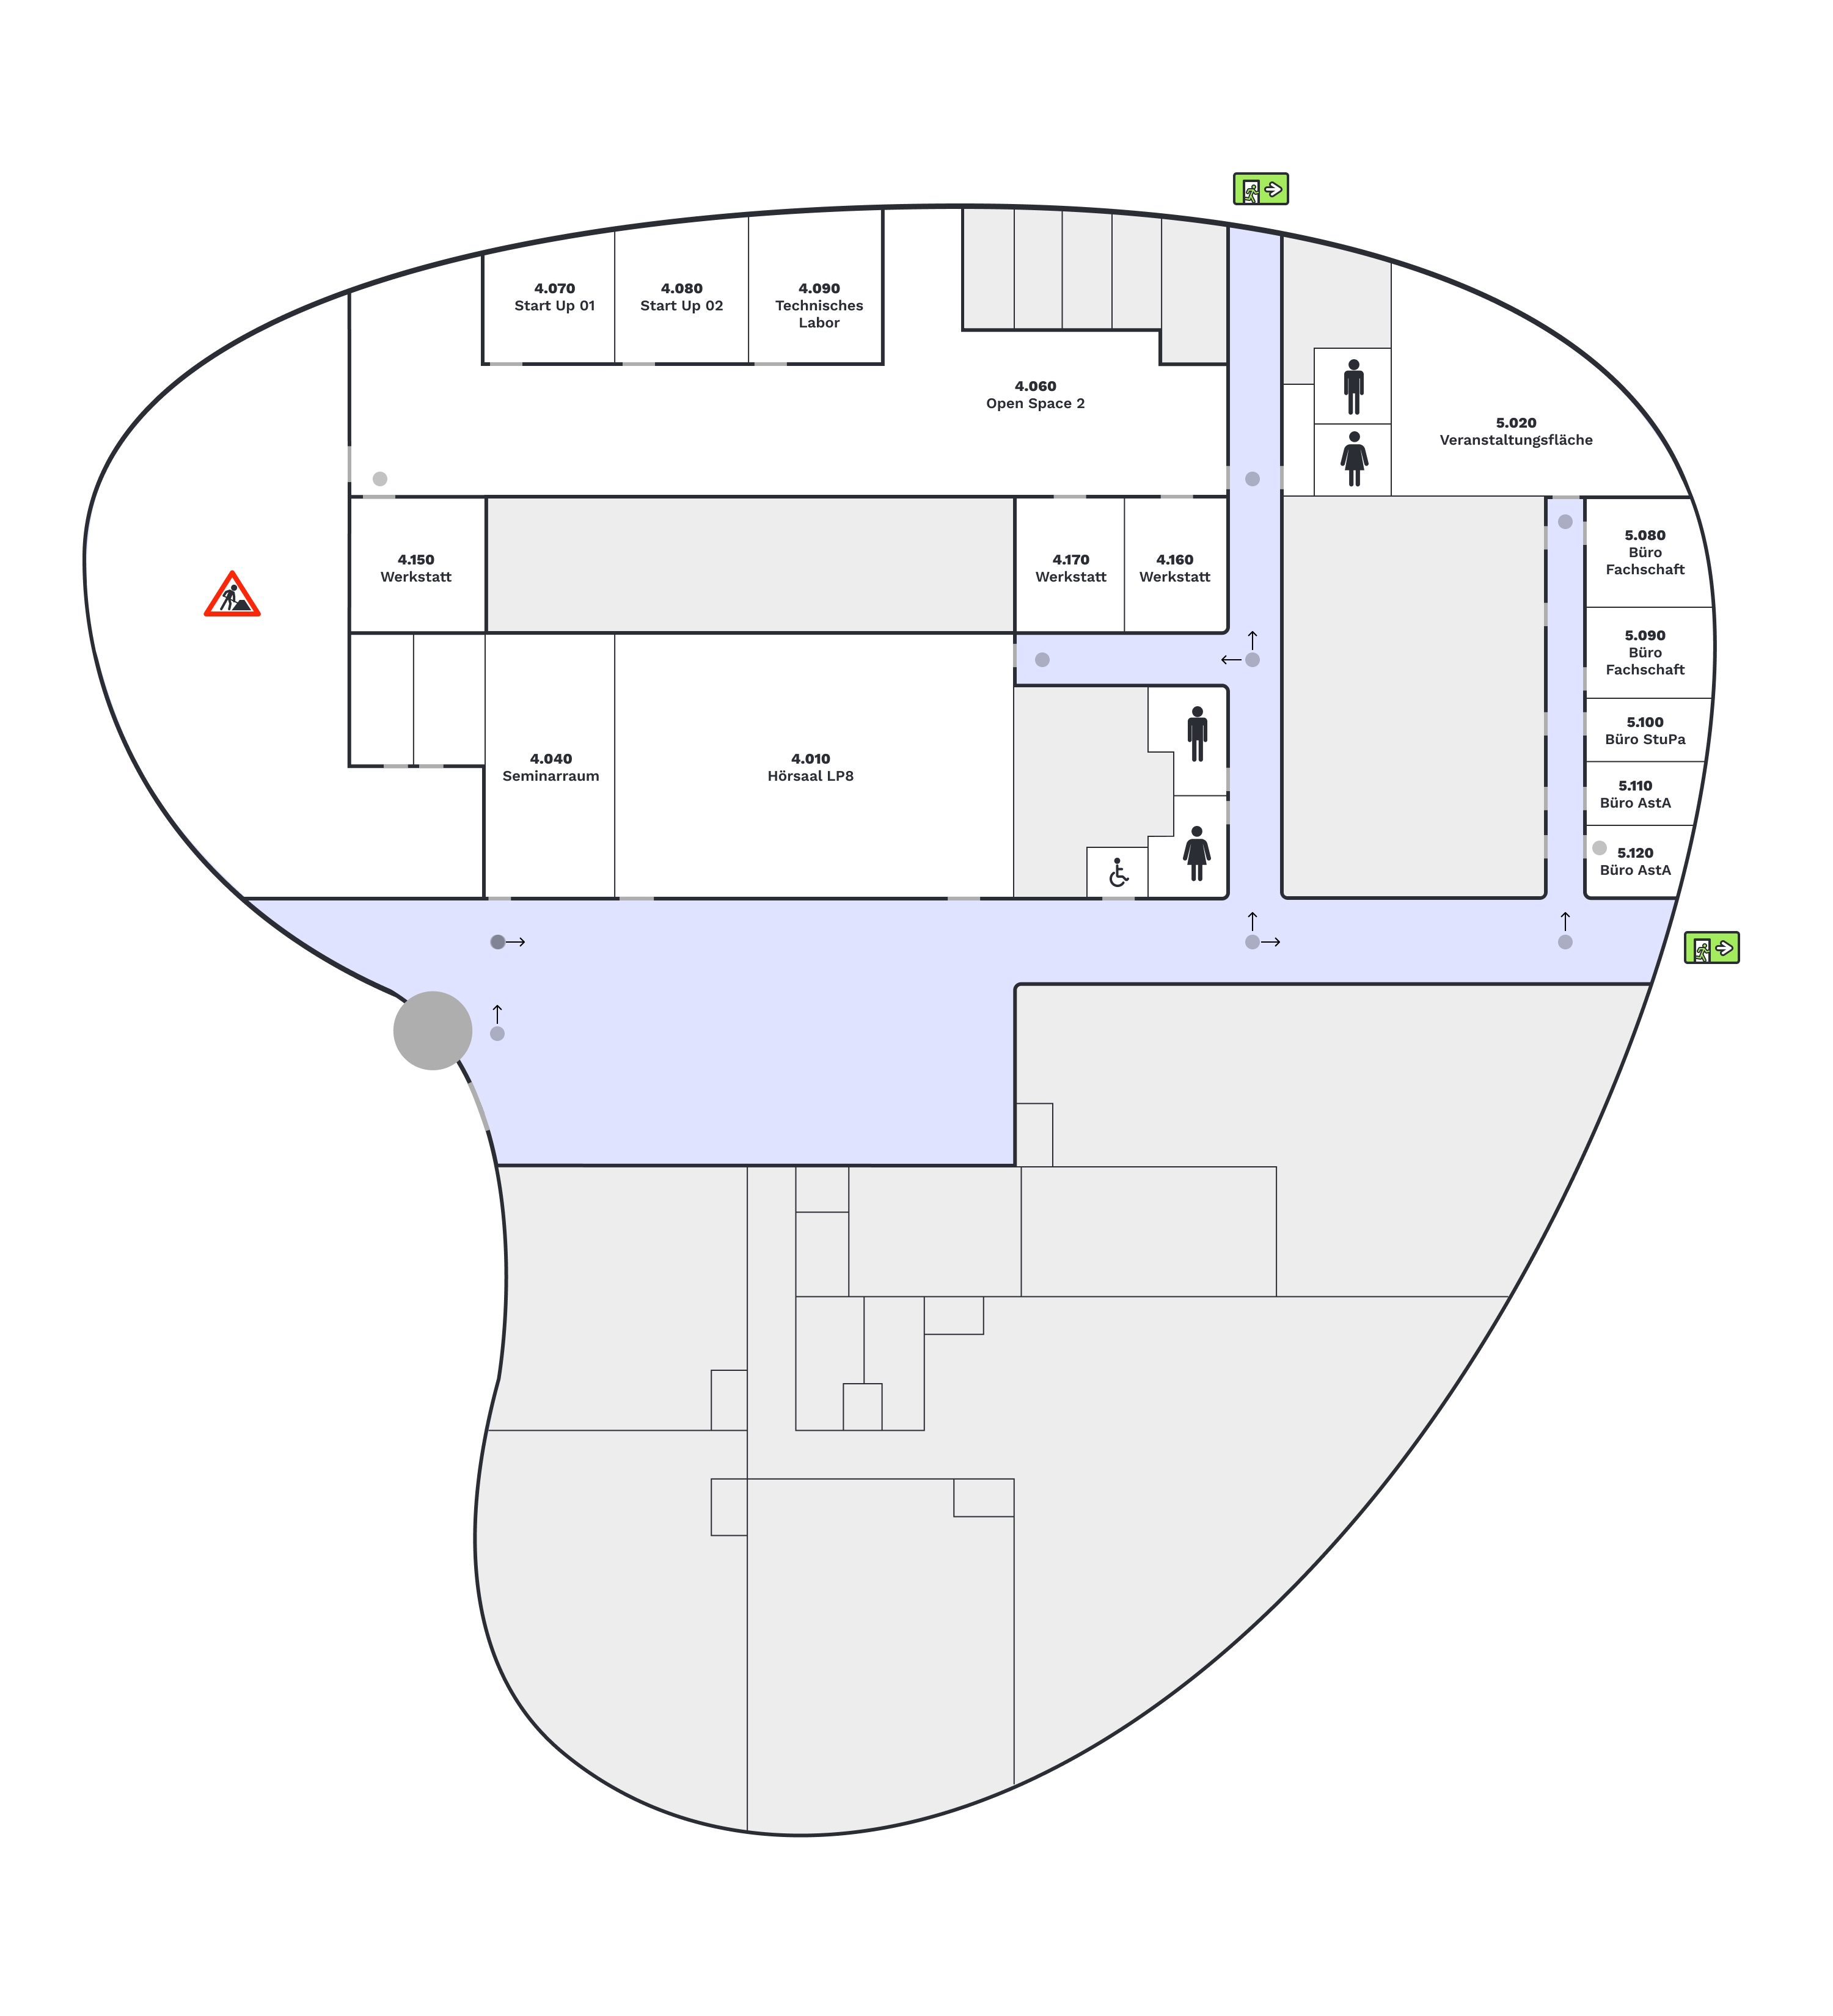 4.070
Start Up 01
4.080
Start Up 02
4.090
Technisches
Labor
4.060
Open Space 2
5.020
Veranstaltungsfläche
4.150
Werkstatt
4.170
Werkstatt
4.160
Werkstatt
5.080
Büro
Fachschaft
5.090
Büro
Fachschaft
5.100
Büro StuPa
5.110
Büro AstA
5.120
Büro AstA
4.040
Seminarraum
4.010
Hörsaal LP8